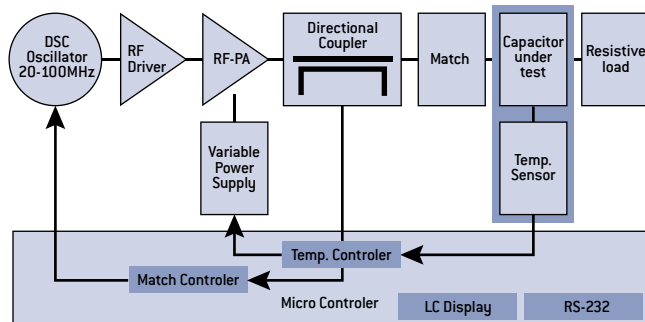 DSC
Oscillator
20-100MHz
RF
Driver
RF-PA
Directional
Coupler
Match
Capacitor
under
test
Resistive
load
Variable
Power
Supply
Temp.
Sensor
Temp. Controler
Match Controler
Micro Controler
LC Display
RS-232